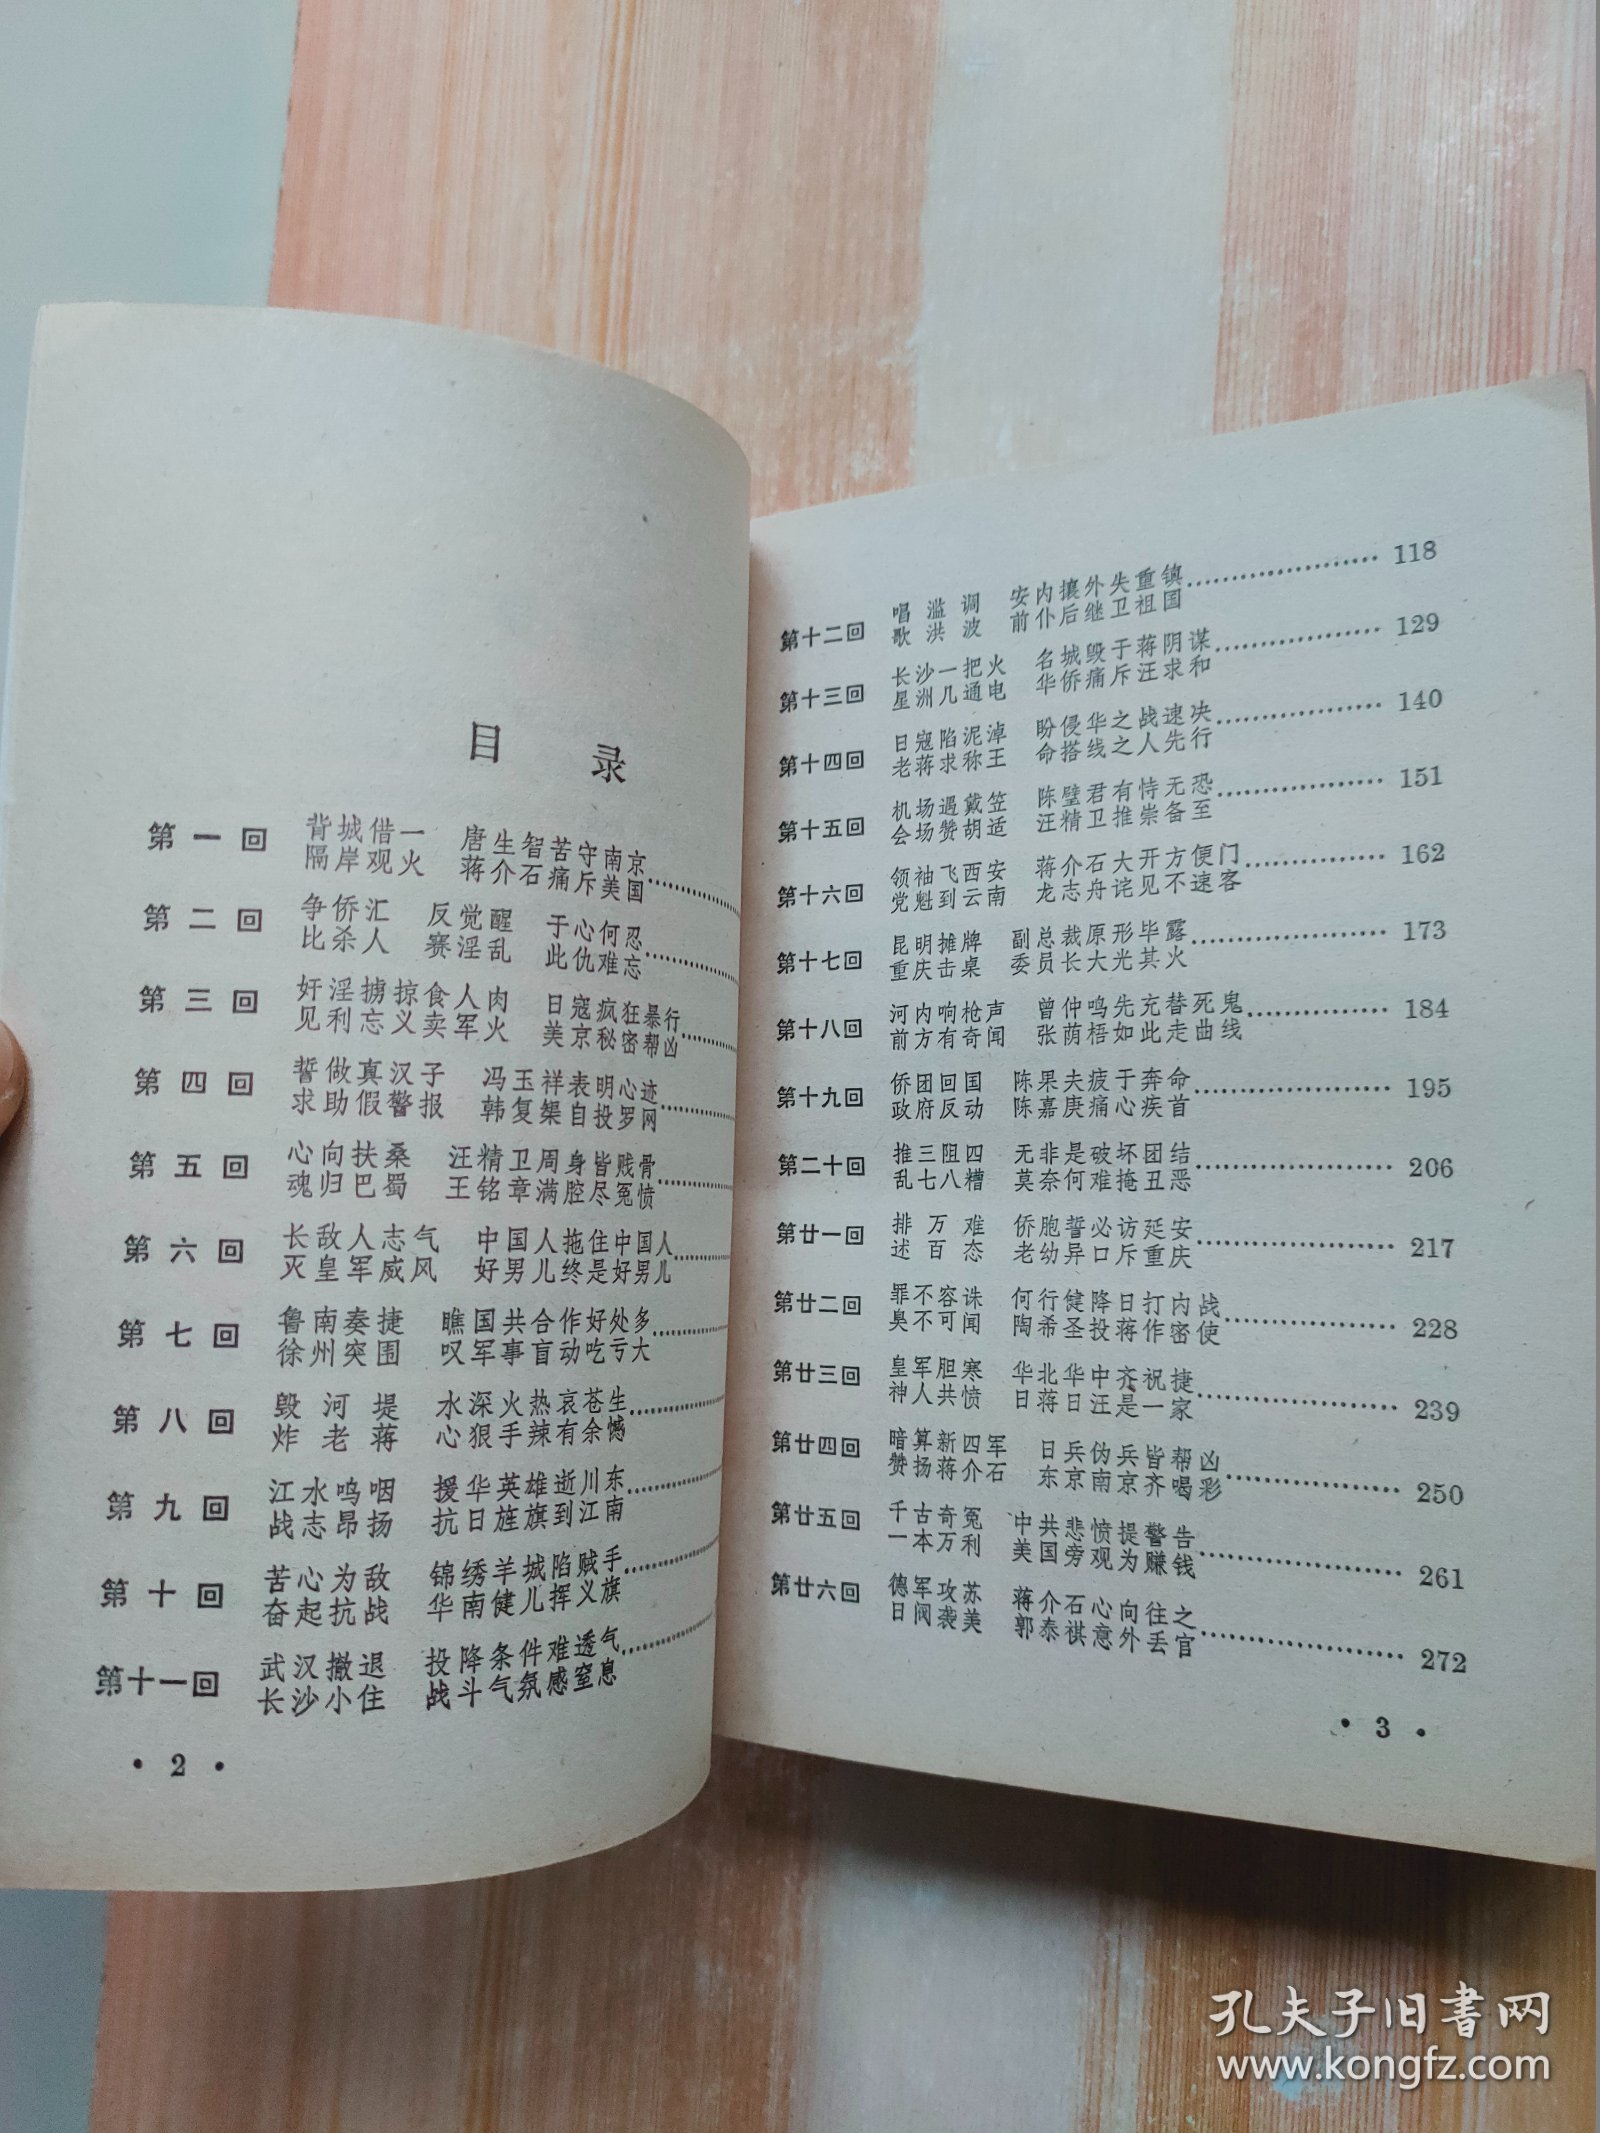 目 录
第一回 背城借一 唐生智苦守南京
隔岸观火 蒋介石痛斥美国
第二回 争侨汇 反觉醒 于心何忍
比杀人 赛淫乱 此仇难忘
第三回 奸淫掳掠食人肉 日寇疯狂暴行
见利忘义卖军火 美京秘密帮凶
第四回 誓做真汉子 冯玉祥表明心迹
求助假警报 韩复榘自投罗网
第五回 心向扶桑 汪精卫周身皆贱骨
魂归巴蜀 王铭章满腔尽冤愤
第六回 长敌人志气 中国人拖住中国人
灭皇军威风 好男儿终是好男儿
第七回 鲁南奏捷 瞧国共合作好处多
徐州突围 叹军事盲动吃亏大
第八回 毁河堤 水深火热哀苍生
炸老蒋 心狠手辣有余憾
第九回 江水呜咽 援华英雄逝川东
战志昂扬 抗日旌旗到江南
第十回 苦心为敌 锦绣羊城陷贼手
奋起抗战 华南健儿挥义旗
第十一回 武汉撤退 投降条件难透气
长沙小住 战斗气氛感窒息
• 2 •
第十二回 唱滥调 安内攘外失重镇 118
歌洪波 前仆后继卫祖国
第十三回 长沙一把火 名城毁于蒋阴谋 129
星洲几通电 华侨痛斥汪求和
第十四回 日寇陷泥淖 盼侵华之战速决 140
老蒋求称王 命搭线之人先行
第十五回 机场遇戴笠 陈璧君有恃无恐 151
会场赞胡适 汪精卫推崇备至
第十六回 领袖飞西安 蒋介石大开方便门 162
党魁到云南 龙志舟诧见不速客
第十七回 昆明摊牌 副总裁原形毕露 173
重庆击桌 委员长大光其火
第十八回 河内响枪声 曾仲鸣先充替死鬼 184
前方有奇闻 张荫梧如此走曲线
第十九回 侨团回国 陈果夫疲于奔命 195
政府反动 陈嘉庚痛心疾首
第二十回 推三阻四 无非是破坏团结 206
乱七八糟 莫奈何难掩丑恶
第廿一回 排万难 侨胞誓必访延安 217
述百态 老幼异口斥重庆
第廿二回 罪不容诛 何行健降日打内战 228
臭不可闻 陶希圣投蒋作密使
第廿三回 皇军胆寒 华北华中齐祝捷 239
神人共愤 日蒋日汪是一家
第廿四回 暗算新四军 日兵伪兵皆帮凶 250
赞扬蒋介石 东京南京齐喝彩
第廿五回 千古奇冤 中共悲愤提警告 261
一本万利 美国旁观为赚钱
第廿六回 德军攻苏 蒋介石心向往之 272
日阀袭美 郭泰祺意外丢官
• 3 •
孔夫子旧书网
www.kongfz.com